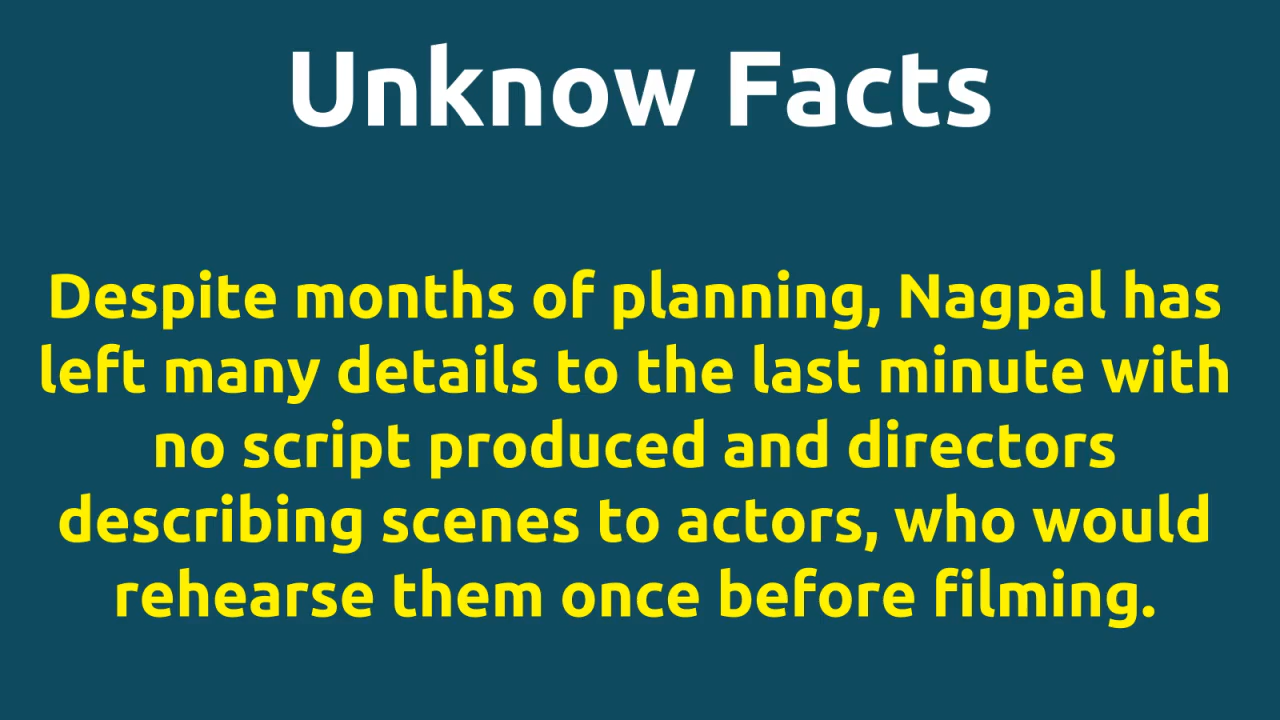 Unknow Facts
Despite months of planning, Nagpal has
left many details to the last minute with
no script produced and directors
describing scenes to actors, who would
rehearse them once before filming.